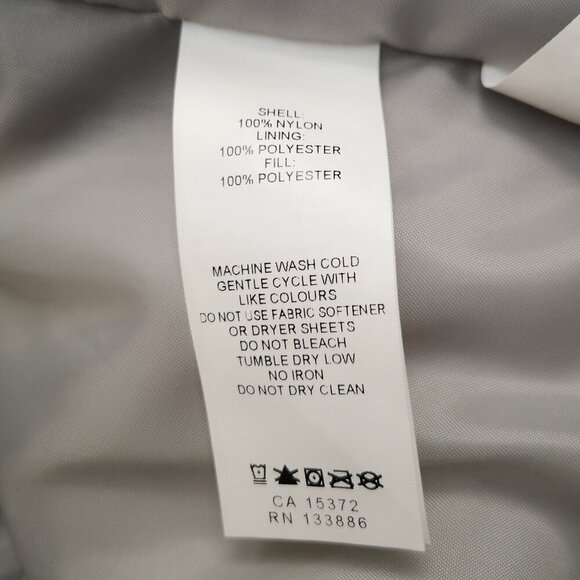 SHELL:
100% NYLON
LINING:
100% POLYESTER
FILL:
100% POLYESTER
MACHINE WASH COLD
GENTLE CYCLE WITH
LIKE COLOURS
DO NOT USE FABRIC SOFTENER
OR DRYER SHEETS
DO NOT BLEACH
TUMBLE DRY LOW
NO IRON
DO NOT DRY CLEAN
CA 15372
RN 133886